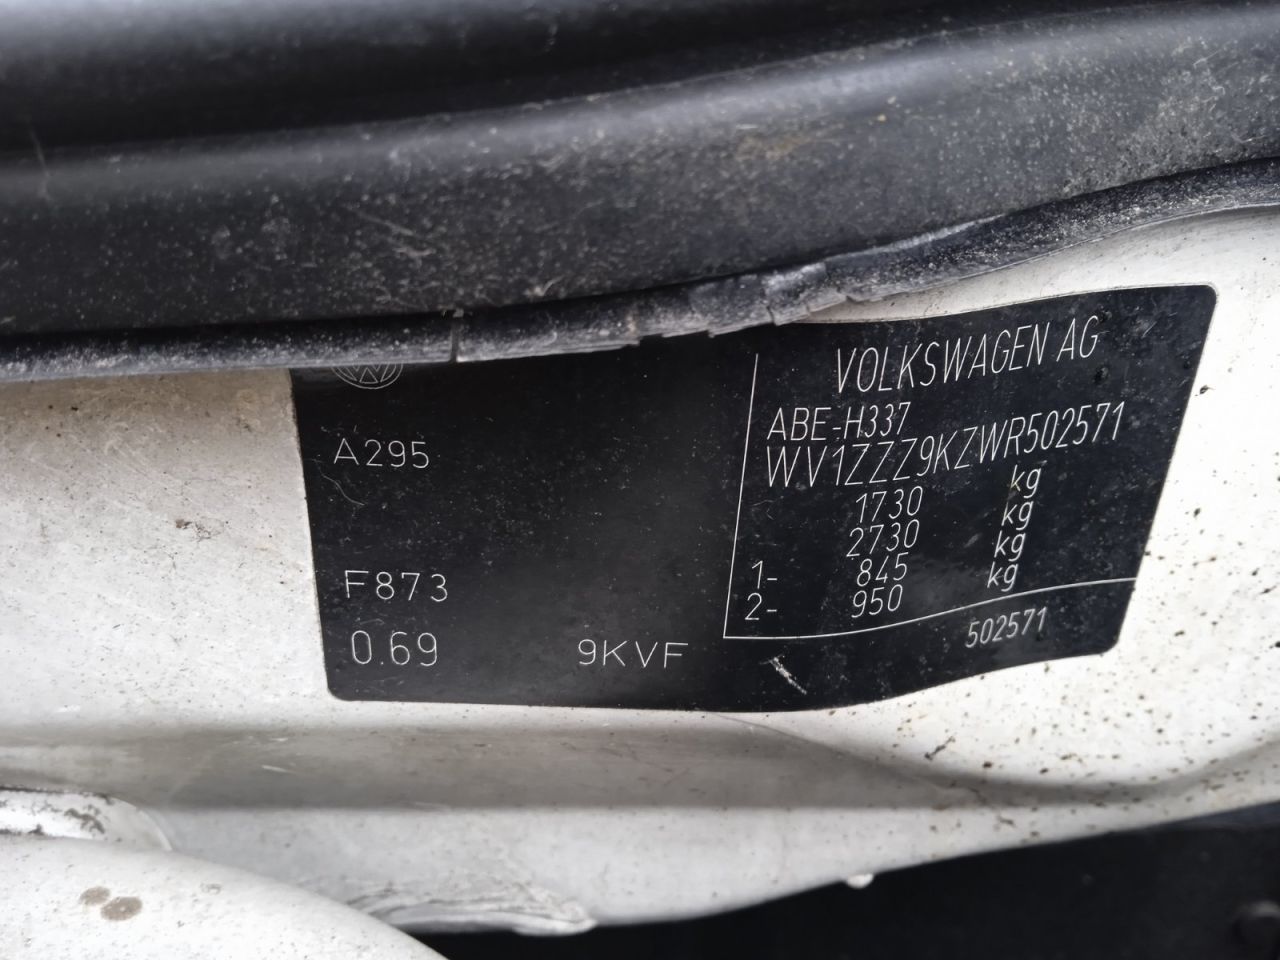 VOLKSWAGEN AG
ABE-H337
WV1ZZZ9KZWR502571
1730 kg
2730 kg
1- 845 kg
2- 950 kg
502571
A295
F873
0.69
9KVF